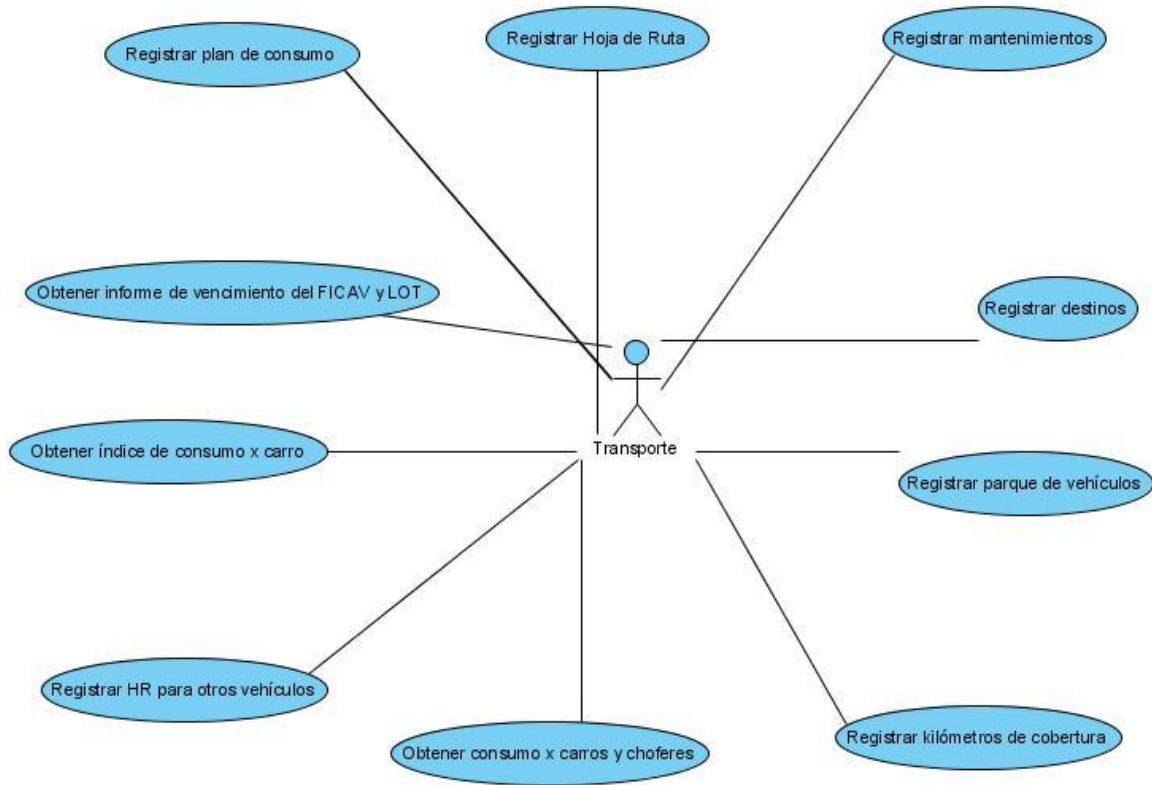 Registrar plan de consumo
Registrar Hoja de Ruta
Registrar mantenimientos
Obtener informe de vencimiento del FICAV y LOT
Registrar destinos
Obtener índice de consumo x carro
Transporte
Registrar parque de vehículos
Registrar HR para otros vehículos
Obtener consumo x carros y choferes
Registrar kilómetros de cobertura